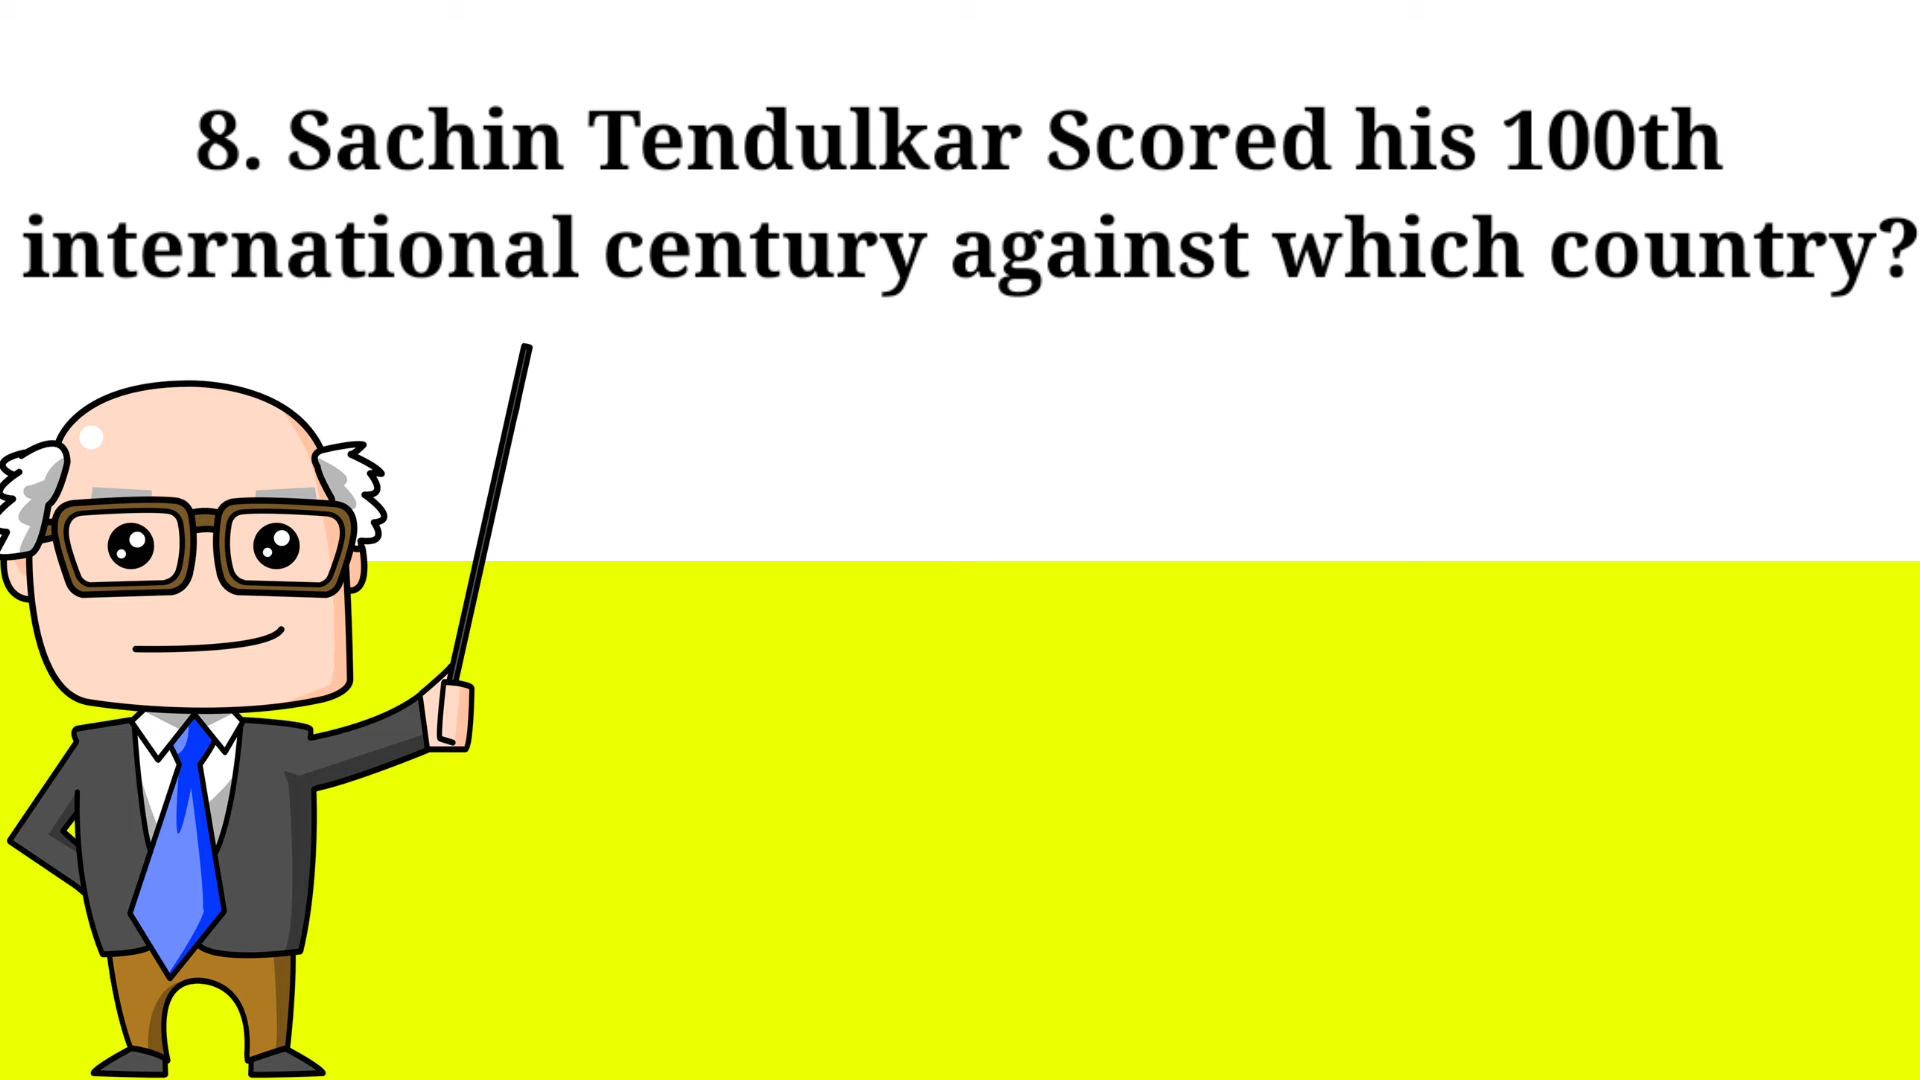 8. Sachin Tendulkar Scored his 100th
international century against which country?